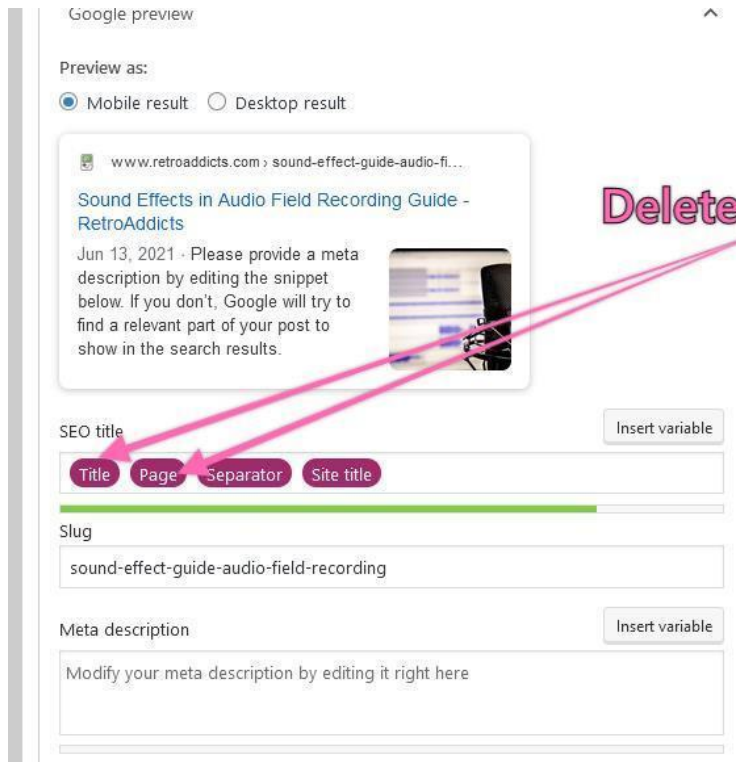 Google preview
Preview as:
Mobile result Desktop result
www.retroaddicts.com › sound-effect-guide-audio-fi...
Sound Effects in Audio Field Recording Guide -
RetroAddicts
Delete
Jun 13, 2021 · Please provide a meta
description by editing the snippet
below. If you don't, Google will try to
find a relevant part of your post to
show in the search results.
SEO title
Insert variable
Title Page Separator Site title
Slug
sound-effect-guide-audio-field-recording
Meta description
Insert variable
Modify your meta description by editing it right here